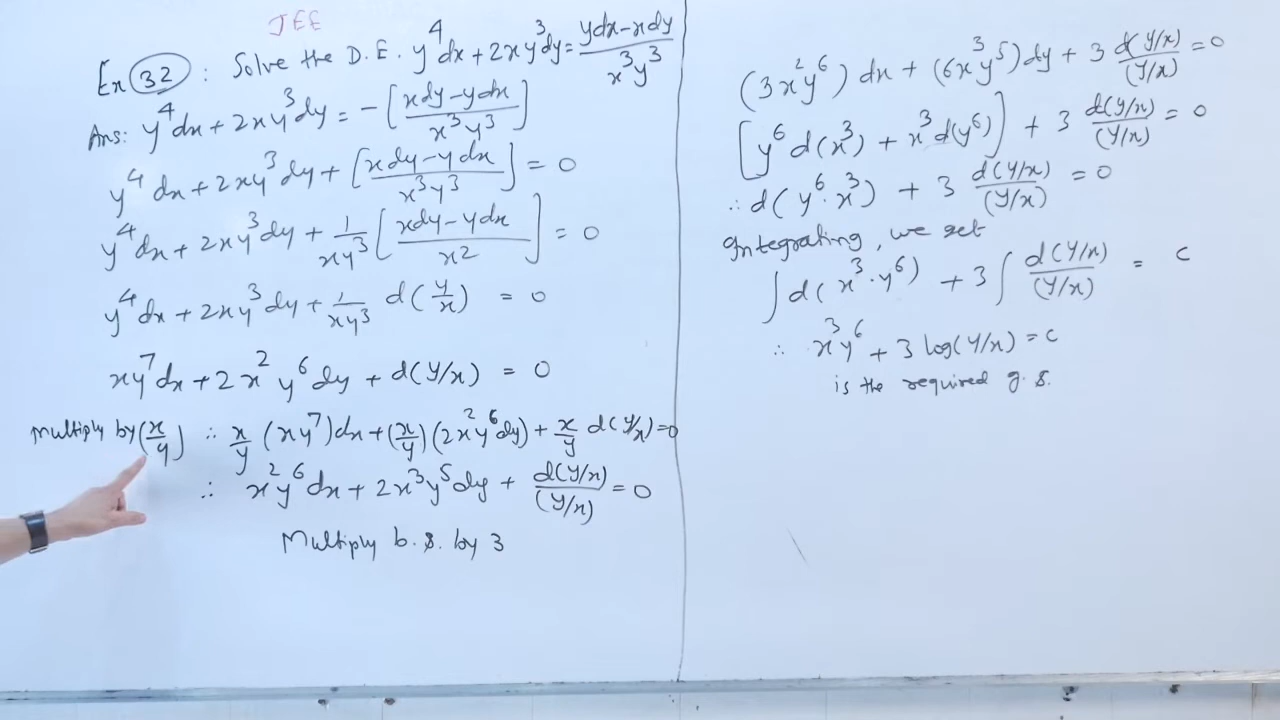 JEE
Ex (32) : Solve the D.E. y⁴dx + 2xy³dy = (ydx−xdy)/(x³y³)
Ans: y⁴dx + 2xy³dy = −[(xdy−ydx)/(x³y³)]
y⁴dx + 2xy³dy + [(xdy−ydx)/(x³y³)] = 0
y⁴dx + 2xy³dy + 1/(xy³) [(xdy−ydx)/x²] = 0
y⁴dx + 2xy³dy + 1/(xy³) d(y/x) = 0
xy⁷dx + 2x²y⁶dy + d(y/x) = 0
Multiply by (x/y) ∴ x/y (xy⁷)dx + (x/y)(2x²y⁶dy) + x/y d(y/x) = 0
∴ x²y⁶dx + 2x³y⁵dy + d(y/x)/(y/x) = 0
Multiply b.s. by 3
(3x²y⁶)dx + (6x³y⁵)dy + 3 d(y/x)/(y/x) = 0
[y⁶d(x³) + x³d(y⁶)] + 3 d(y/x)/(y/x) = 0
∴ d(y⁶·x³) + 3 d(y/x)/(y/x) = 0
Integrating, we get
∫d(x³·y⁶) + 3∫ d(y/x)/(y/x) = c
∴ x³y⁶ + 3 log(y/x) = c
is the required g.s.